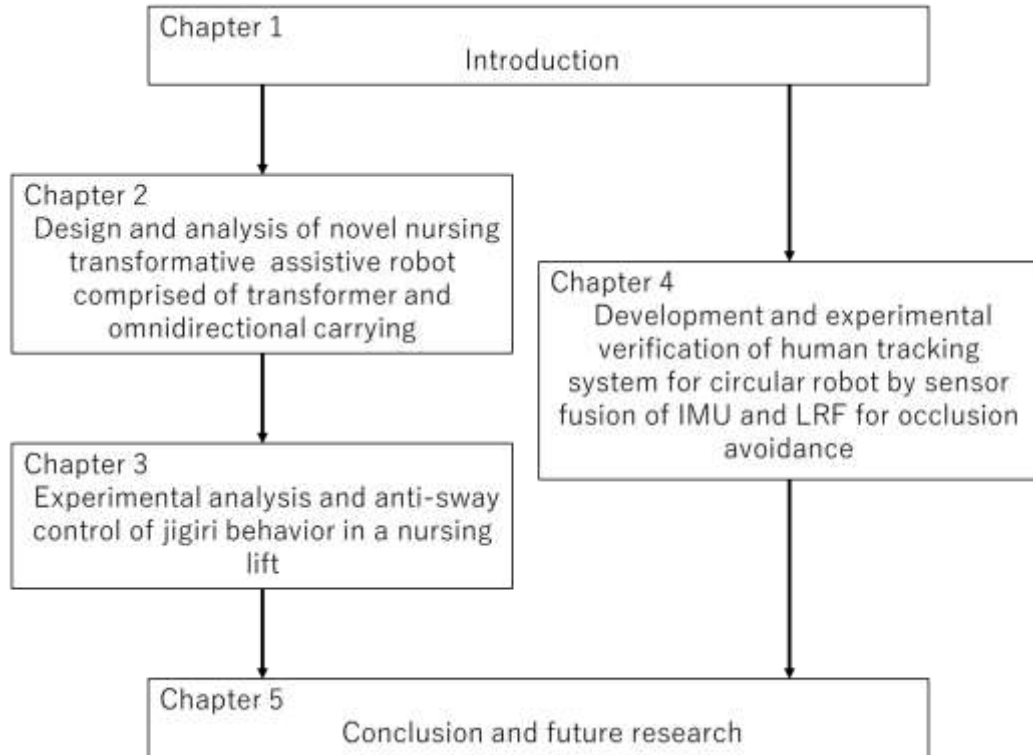 Chapter 1
Introduction
Chapter 2
Design and analysis of novel nursing
transformative assistive robot
comprised of transformer and
omnidirectional carrying
Chapter 3
Experimental analysis and anti-sway
control of jigiri behavior in a nursing
lift
Chapter 4
Development and experimental
verification of human tracking
system for circular robot by sensor
fusion of IMU and LRF for occlusion
avoidance
Chapter 5
Conclusion and future research